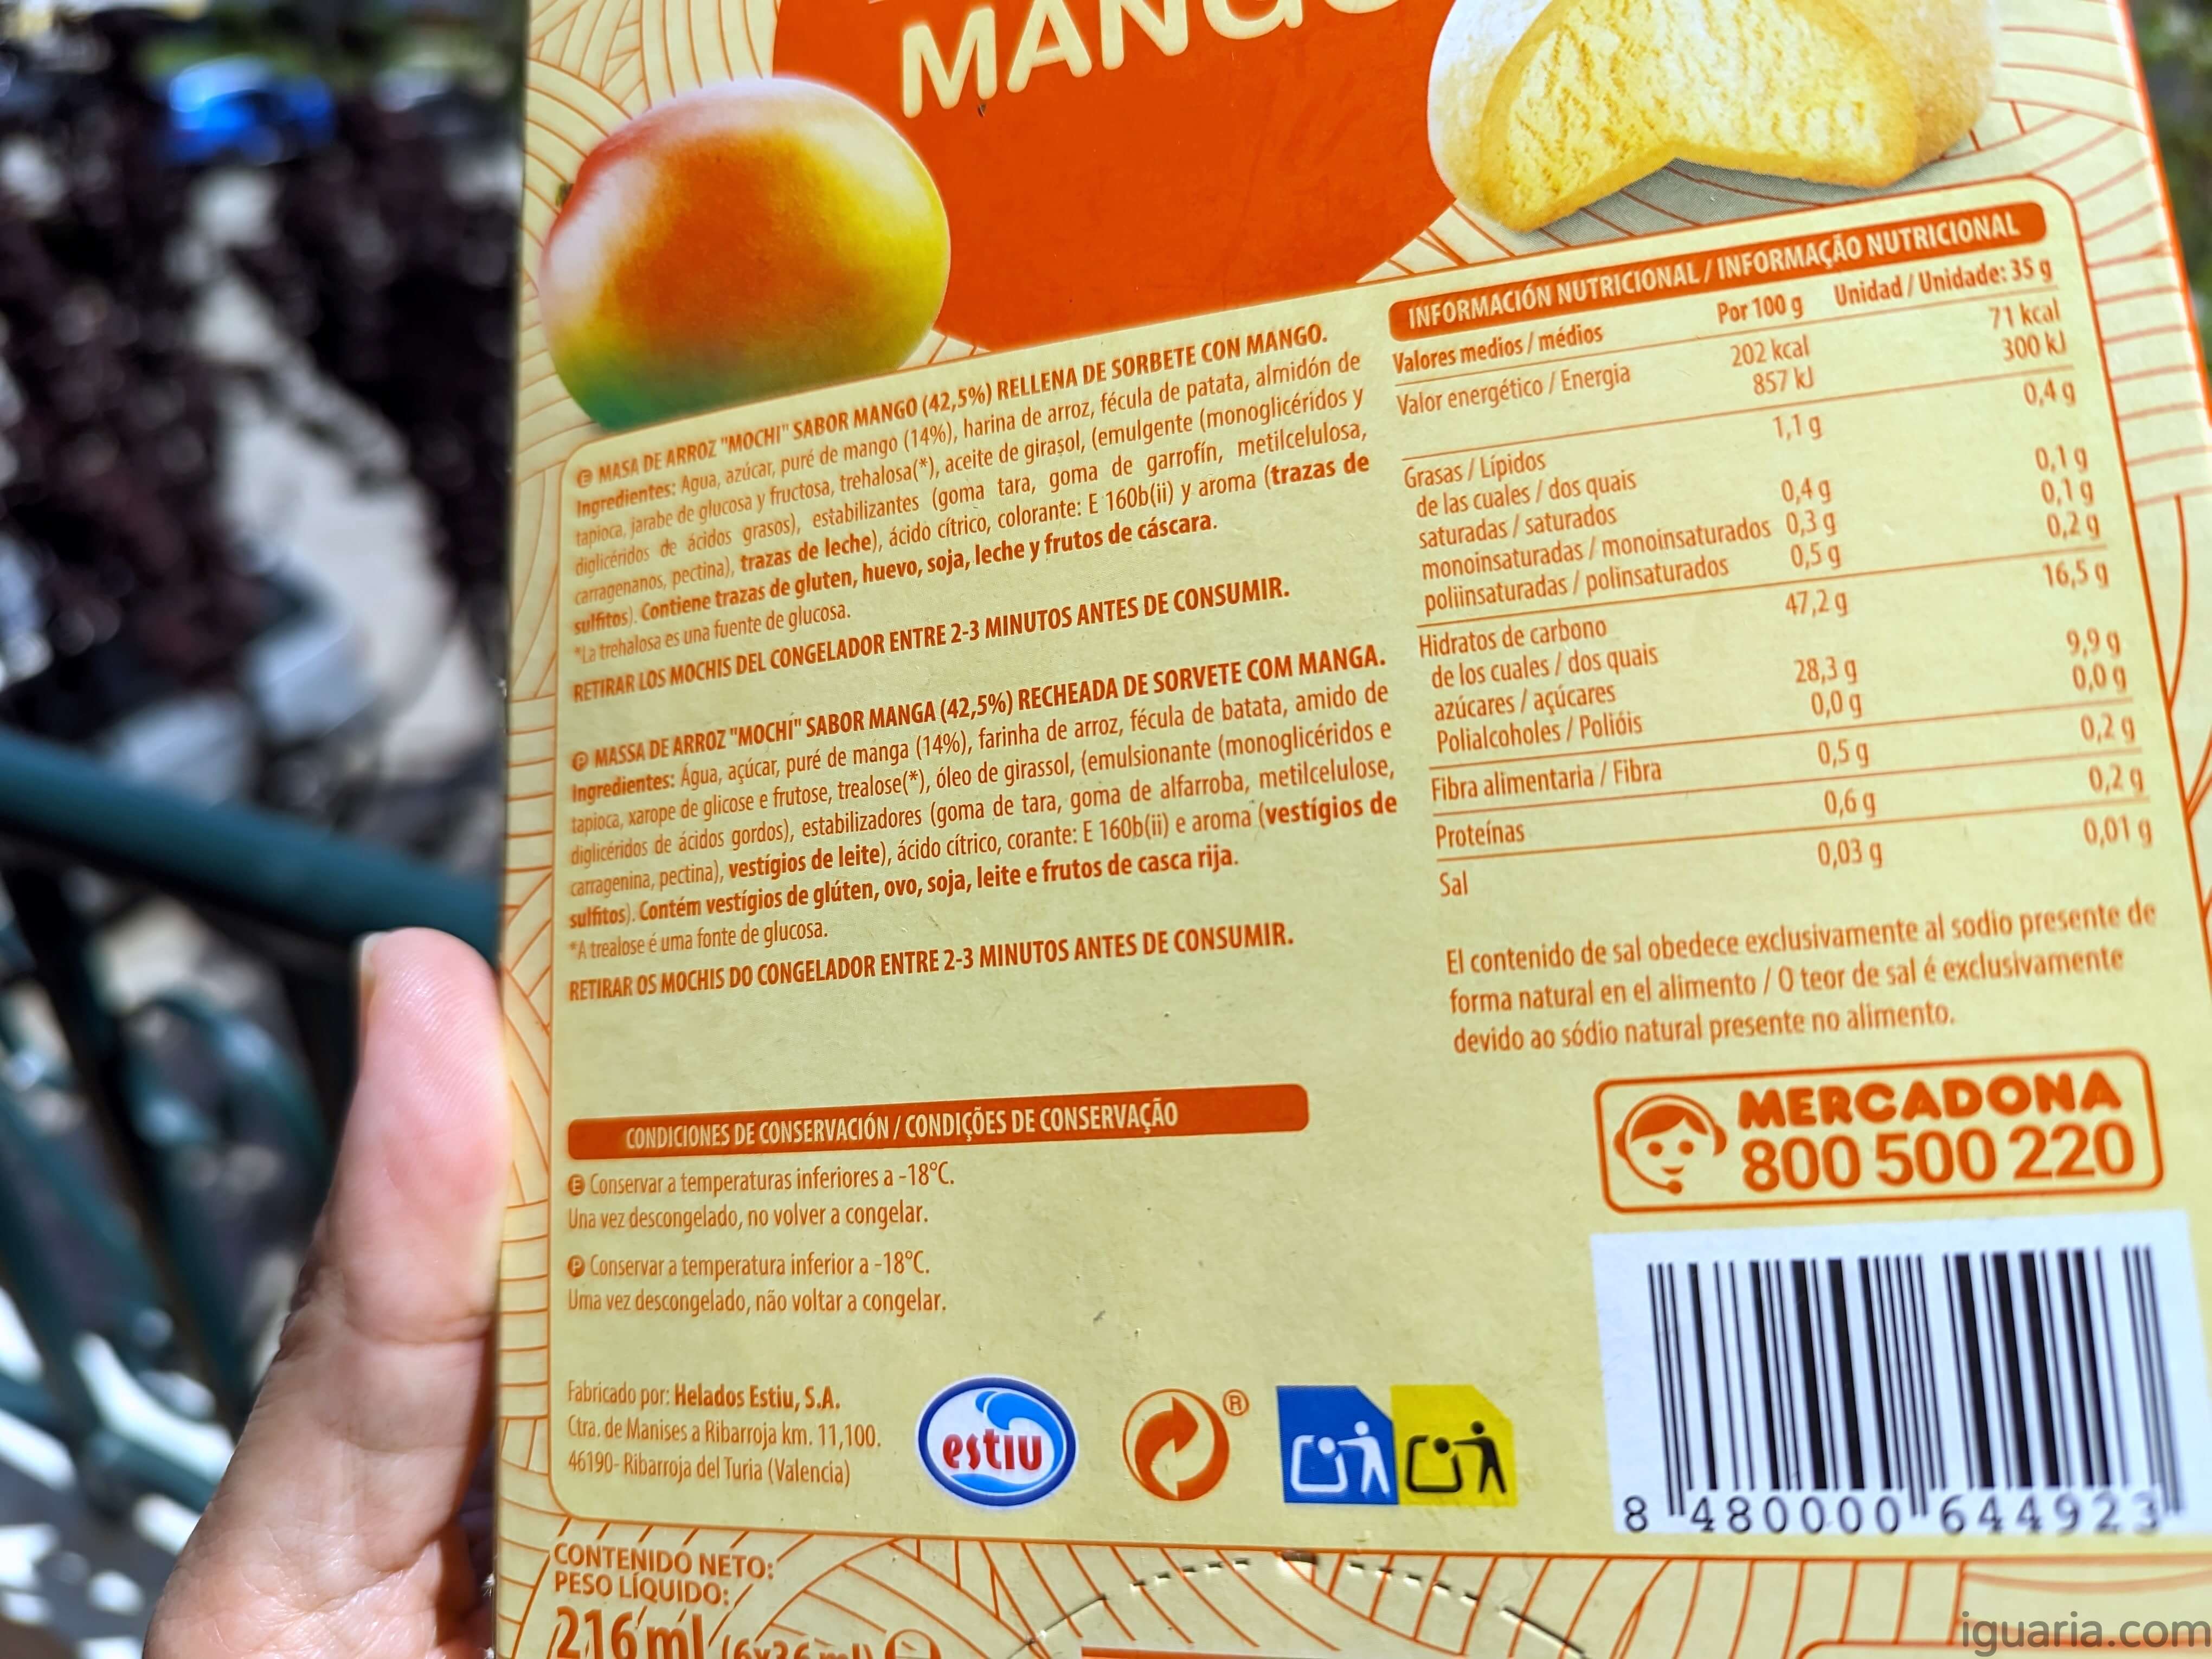 MANGO
Ⓔ MASA DE ARROZ "MOCHI" SABOR MANGO (42,5%) RELLENA DE SORBETE CON MANGO.
Ingredientes: Agua, azúcar, puré de mango (14%), harina de arroz, fécula de patata, almidón de
tapioca, jarabe de glucosa y fructosa, trehalosa(*), aceite de girasol, (emulgente (monoglicéridos y
diglicéridos de ácidos grasos), estabilizantes (goma tara, goma de garrofín, metilcelulosa,
carragenanos, pectina), trazas de leche), ácido cítrico, colorante: E 160b(ii) y aroma (trazas de
sulfitos). Contiene trazas de gluten, huevo, soja, leche y frutos de cáscara.
*La trehalosa es una fuente de glucosa.
RETIRAR LOS MOCHIS DEL CONGELADOR ENTRE 2-3 MINUTOS ANTES DE CONSUMIR.
Ⓟ MASSA DE ARROZ "MOCHI" SABOR MANGA (42,5%) RECHEADA DE SORVETE COM MANGA.
Ingredientes: Água, açúcar, puré de manga (14%), farinha de arroz, fécula de batata, amido de
tapioca, xarope de glicose e frutose, trealose(*), óleo de girassol, (emulsionante (monoglicéridos e
diglicéridos de ácidos gordos), estabilizadores (goma de tara, goma de alfarroba, metilcelulose,
carragenina, pectina), vestígios de leite), ácido cítrico, corante: E 160b(ii) e aroma (vestígios de
sulfitos). Contém vestígios de glúten, ovo, soja, leite e frutos de casca rija.
*A trealose é uma fonte de glucosa.
RETIRAR OS MOCHIS DO CONGELADOR ENTRE 2-3 MINUTOS ANTES DE CONSUMIR.
INFORMACIÓN NUTRICIONAL / INFORMAÇÃO NUTRICIONAL
Valores medios / médios Por 100 g Unidad / Unidade: 35 g
Valor energético / Energia 202 kcal 71 kcal
857 kJ 300 kJ
Grasas / Lípidos 1,1 g 0,4 g
de las cuales / dos quais
saturadas / saturados 0,4 g 0,1 g
monoinsaturadas / monoinsaturados 0,3 g 0,1 g
poliinsaturadas / polinsaturados 0,5 g 0,2 g
Hidratos de carbono 47,2 g 16,5 g
de los cuales / dos quais
azúcares / açúcares 28,3 g 9,9 g
Polialcoholes / Polióis 0,0 g 0,0 g
Fibra alimentaria / Fibra 0,5 g 0,2 g
Proteínas 0,6 g 0,2 g
Sal 0,03 g 0,01 g
El contenido de sal obedece exclusivamente al sodio presente de
forma natural en el alimento / O teor de sal é exclusivamente
devido ao sódio natural presente no alimento.
MERCADONA
800 500 220
CONDICIONES DE CONSERVACIÓN / CONDIÇÕES DE CONSERVAÇÃO
Ⓔ Conservar a temperaturas inferiores a -18°C.
Una vez descongelado, no volver a congelar.
Ⓟ Conservar a temperatura inferior a -18°C.
Uma vez descongelado, não voltar a congelar.
Fabricado por: Helados Estiu, S.A.
Ctra. de Manises a Ribarroja km. 11,100.
46190- Ribarroja del Turia (Valencia)
estiu
®
8 480000 644923
CONTENIDO NETO:
PESO LÍQUIDO:
216 ml (6x36 ml) e
iguaria.com